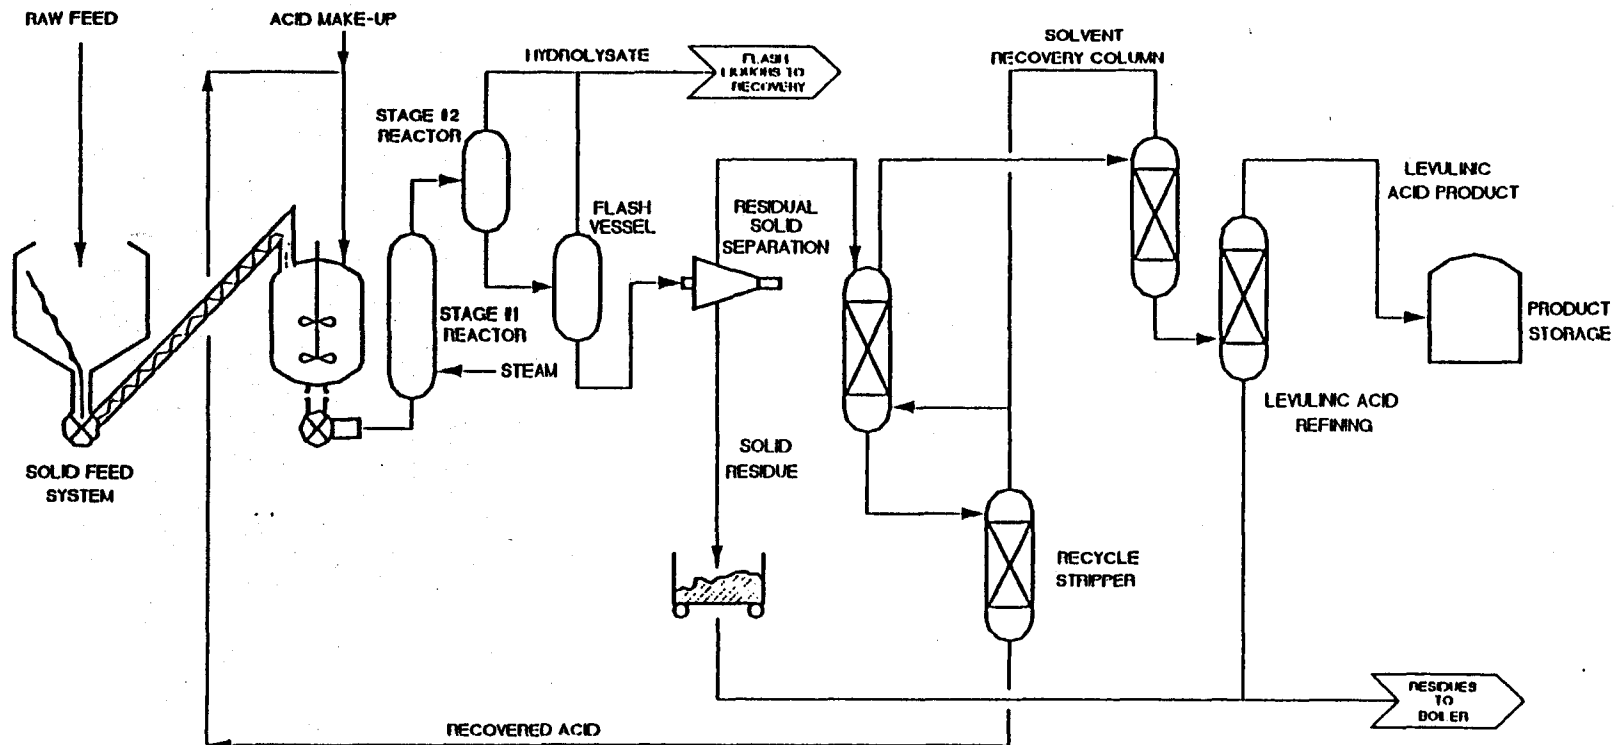 RAW FEED
ACID MAKE-UP
HYDROLYSATE
FLASH
LIQUORS TO
RECOVERY
SOLVENT
RECOVERY COLUMN
STAGE #2
REACTOR
FLASH
VESSEL
RESIDUAL
SOLID
SEPARATION
LEVULINIC
ACID PRODUCT
STAGE #1
REACTOR
STEAM
PRODUCT
STORAGE
LEVULINIC ACID
REFINING
SOLID FEED
SYSTEM
SOLID
RESIDUE
RECYCLE
STRIPPER
RESIDUES
TO
BOILER
RECOVERED ACID